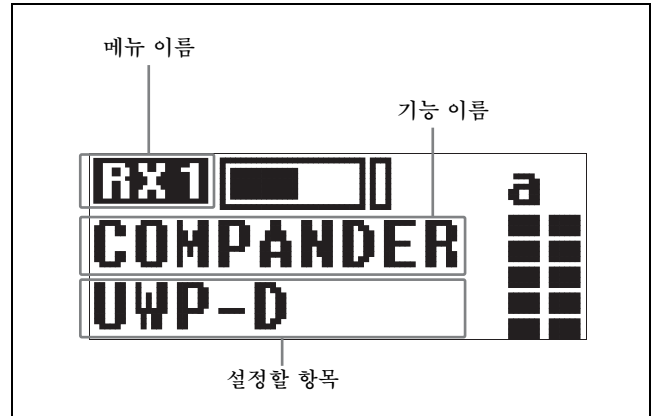 메뉴 이름
기능 이름
RX1
a
COMPANDER
UWP-D
설정할 항목